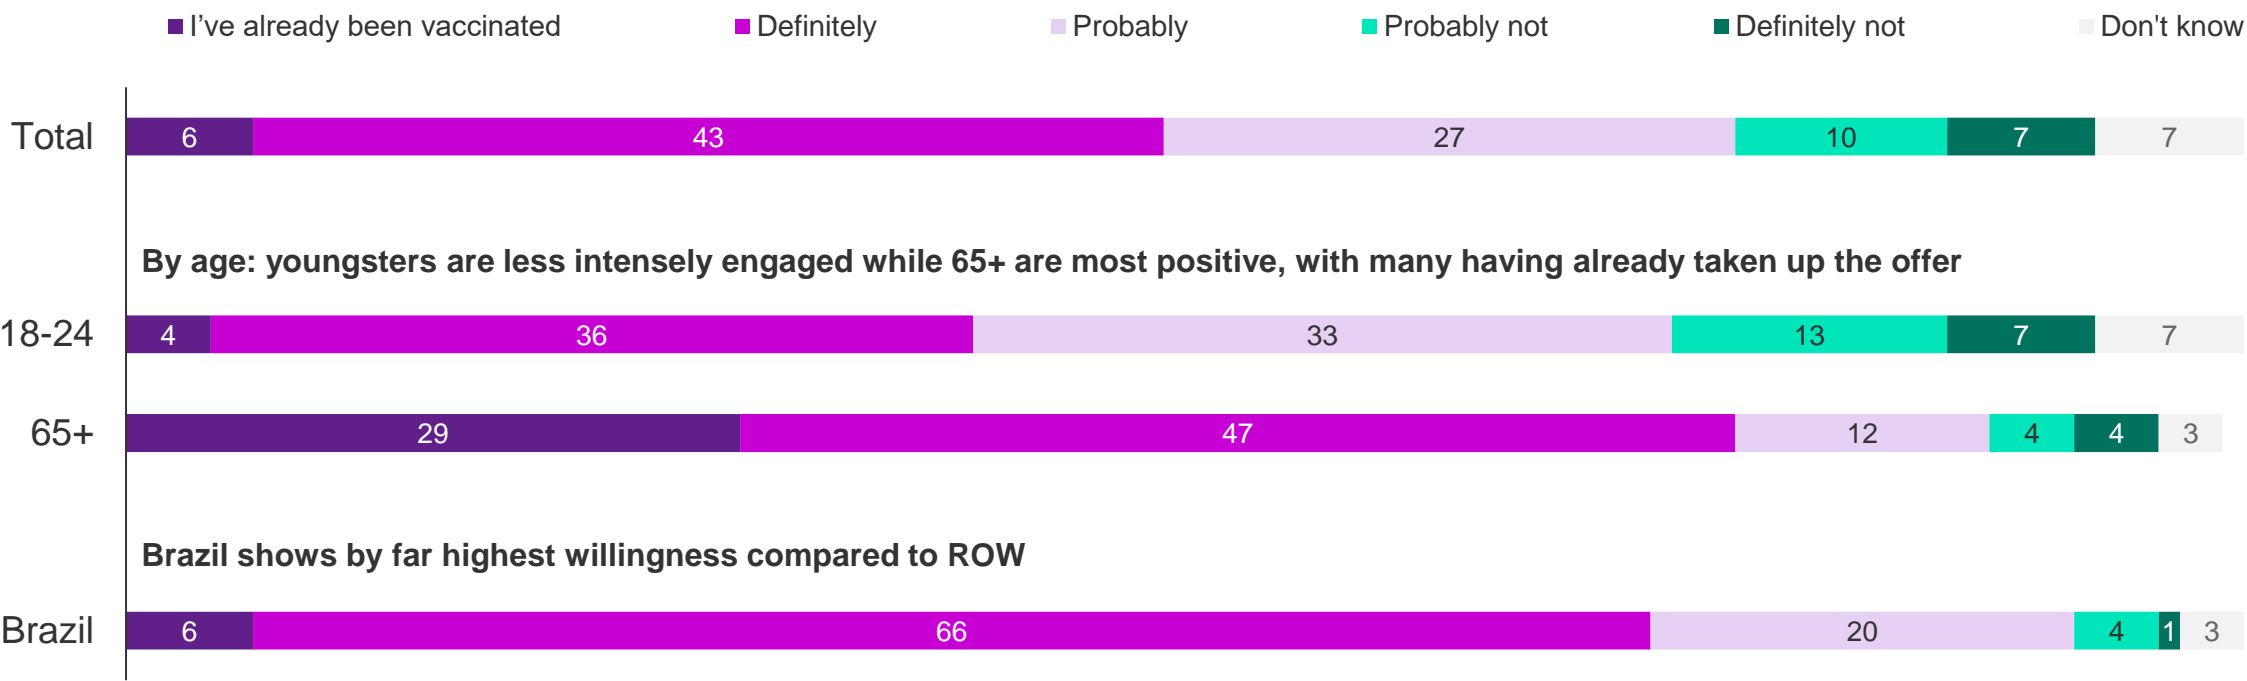 I've already been vaccinated Definitely Probably Probably not Definitely not Don't know
Total 6 43 27 10 7 7
By age: youngsters are less intensely engaged while 65+ are most positive, with many having already taken up the offer
18-24 4 36 33 13 7 7
65+ 29 47 12 4 4 3
Brazil shows by far highest willingness compared to ROW
Brazil 6 66 20 4 1 3